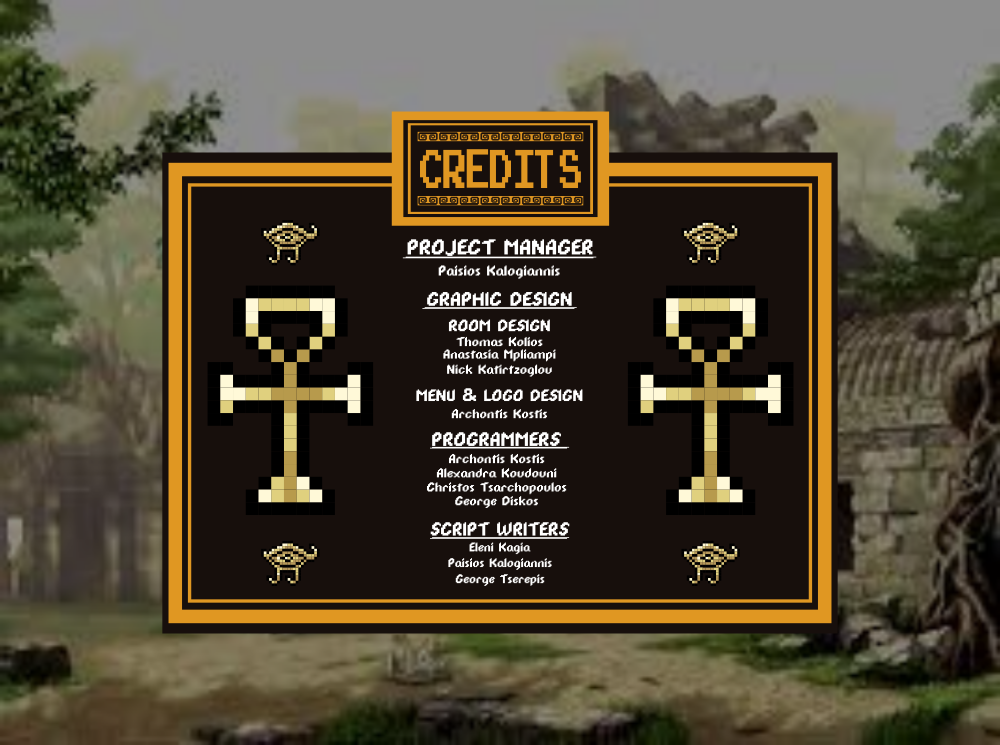 CREDITS
PROJECT MANAGER
Paisios Kalogiannis
GRAPHIC DESIGN
ROOM DESIGN
Thomas Kolios
Anastasia Mpliampi
Nick Katirtzoglou
MENU & LOGO DESIGN
Archontis Kostis
PROGRAMMERS
Archontis Kostis
Alexandra Koudouni
Christos Tsarchopoulos
George Diskos
SCRIPT WRITERS
Eleni Kagia
Paisios Kalogiannis
George Tserepis